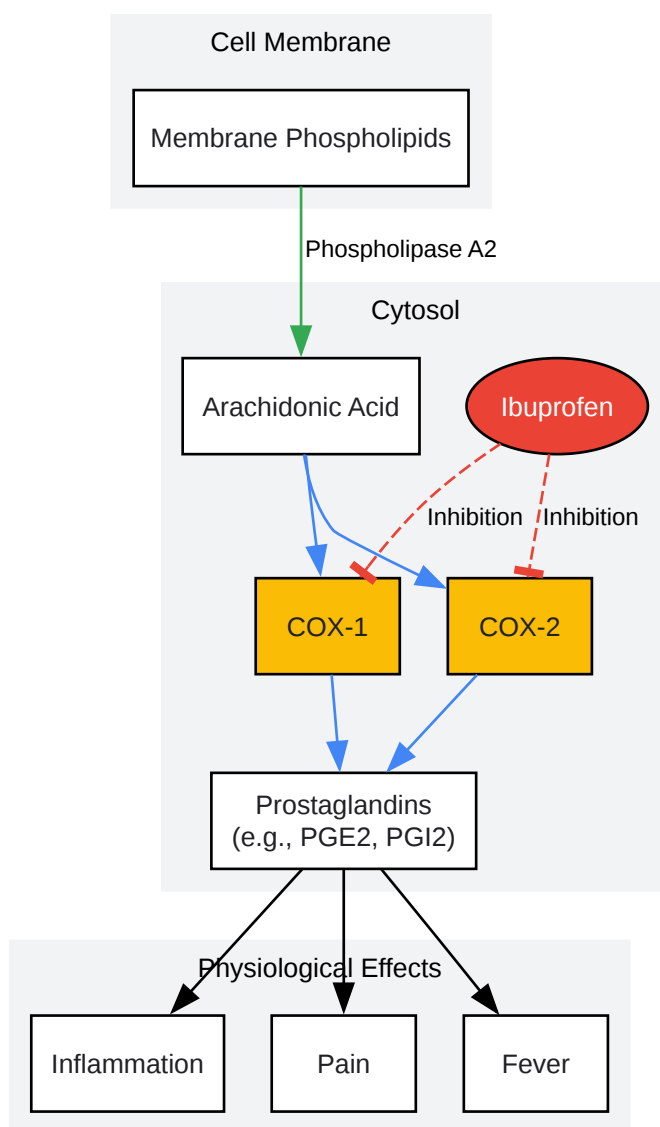 Cell Membrane
Membrane Phospholipids
Phospholipase A2
Cytosol
Arachidonic Acid
Ibuprofen
Inhibition
Inhibition
COX-1
COX-2
Prostaglandins
(e.g., PGE2, PGI2)
Physiological Effects
Inflammation
Pain
Fever